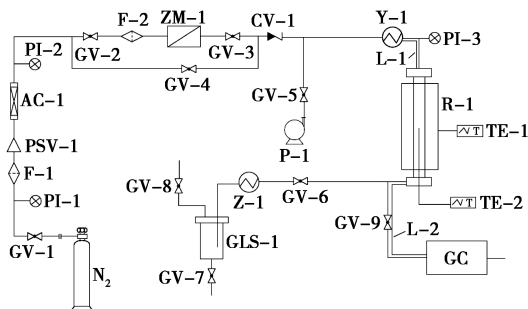 F-2
ZM-1
CV-1
Y-1
PI-2
GV-2
GV-3
PI-3
GV-4
L-1
AC-1
GV-5
R-1
TE-1
PSV-1
P-1
F-1
GV-8
GV-6
TE-2
PI-1
Z-1
GV-9
GLS-1
L-2
GV-1
GC
N2
GV-7
T
T